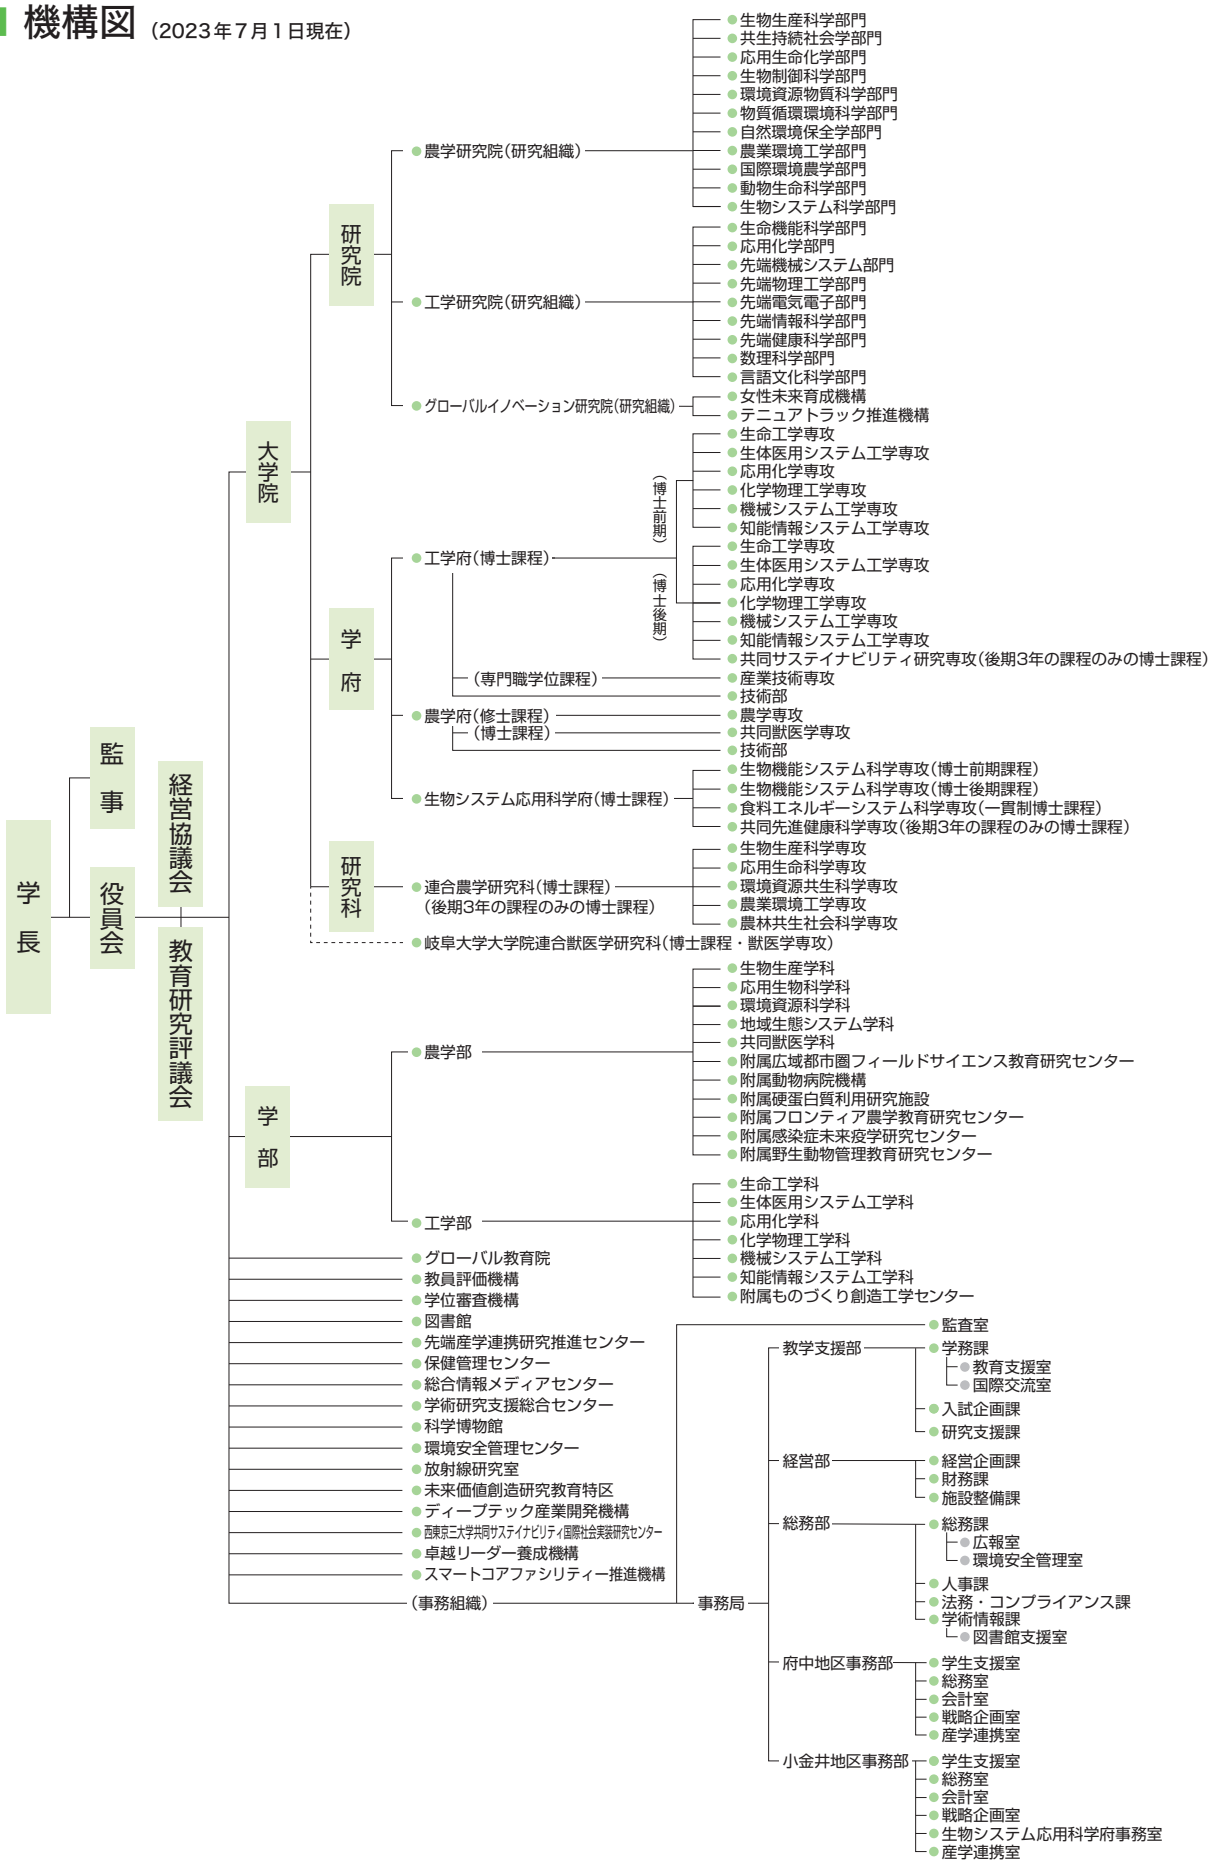 機構図 (2023年7月1日現在)
学長
監事
役員会
経営協議会
教育研究評議会
大学院
研究院
農学研究院(研究組織)
生物生産科学部門
共生持続社会学部門
応用生命化学部門
生物制御科学部門
環境資源物質科学部門
物質循環環境科学部門
自然環境保全学部門
農業環境工学部門
国際環境農学部門
動物生命科学部門
生物システム科学部門
工学研究院(研究組織)
生命機能科学部門
応用化学部門
先端機械システム部門
先端物理工学部門
先端電気電子部門
先端情報科学部門
先端健康科学部門
数理科学部門
言語文化科学部門
グローバルイノベーション研究院(研究組織)
女性未来育成機構
テニュアトラック推進機構
学府
工学府(博士課程)
(博士前期)
生命工学専攻
生体医用システム工学専攻
応用化学専攻
化学物理工学専攻
機械システム工学専攻
知能情報システム工学専攻
(博士後期)
生命工学専攻
生体医用システム工学専攻
応用化学専攻
化学物理工学専攻
機械システム工学専攻
知能情報システム工学専攻
共同サステイナビリティ研究専攻(後期3年の課程のみの博士課程)
(専門職学位課程)
産業技術専攻
技術部
農学府(修士課程)
農学専攻
(博士課程)
共同獣医学専攻
技術部
生物システム応用科学府(博士課程)
生物機能システム科学専攻(博士前期課程)
生物機能システム科学専攻(博士後期課程)
食料エネルギーシステム科学専攻(一貫制博士課程)
共同先進健康科学専攻(後期3年の課程のみの博士課程)
研究科
連合農学研究科(博士課程)
(後期3年の課程のみの博士課程)
生物生産科学専攻
応用生命科学専攻
環境資源共生科学専攻
農業環境工学専攻
農林共生社会科学専攻
岐阜大学大学院連合獣医学研究科(博士課程・獣医学専攻)
学部
農学部
生物生産学科
応用生物科学科
環境資源科学科
地域生態システム学科
共同獣医学科
附属広域都市圏フィールドサイエンス教育研究センター
附属動物病院機構
附属硬蛋白質利用研究施設
附属フロンティア農学教育研究センター
附属感染症未来疫学研究センター
附属野生動物管理教育研究センター
工学部
生命工学科
生体医用システム工学科
応用化学科
化学物理工学科
機械システム工学科
知能情報システム工学科
附属ものづくり創造工学センター
グローバル教育院
教員評価機構
学位審査機構
図書館
先端産学連携研究推進センター
保健管理センター
総合情報メディアセンター
学術研究支援総合センター
科学博物館
環境安全管理センター
放射線研究室
未来価値創造研究教育特区
ディープテック産業開発機構
西東京三大学共同サステイナビリティ国際社会実装研究センター
卓越リーダー養成機構
スマートコアファシリティー推進機構
(事務組織)
監査室
事務局
教学支援部
学務課
教育支援室
国際交流室
入試企画課
研究支援課
経営部
経営企画課
財務課
施設整備課
総務部
総務課
広報室
環境安全管理室
人事課
法務・コンプライアンス課
学術情報課
図書館支援室
府中地区事務部
学生支援室
総務室
会計室
戦略企画室
産学連携室
小金井地区事務部
学生支援室
総務室
会計室
戦略企画室
生物システム応用科学府事務室
産学連携室